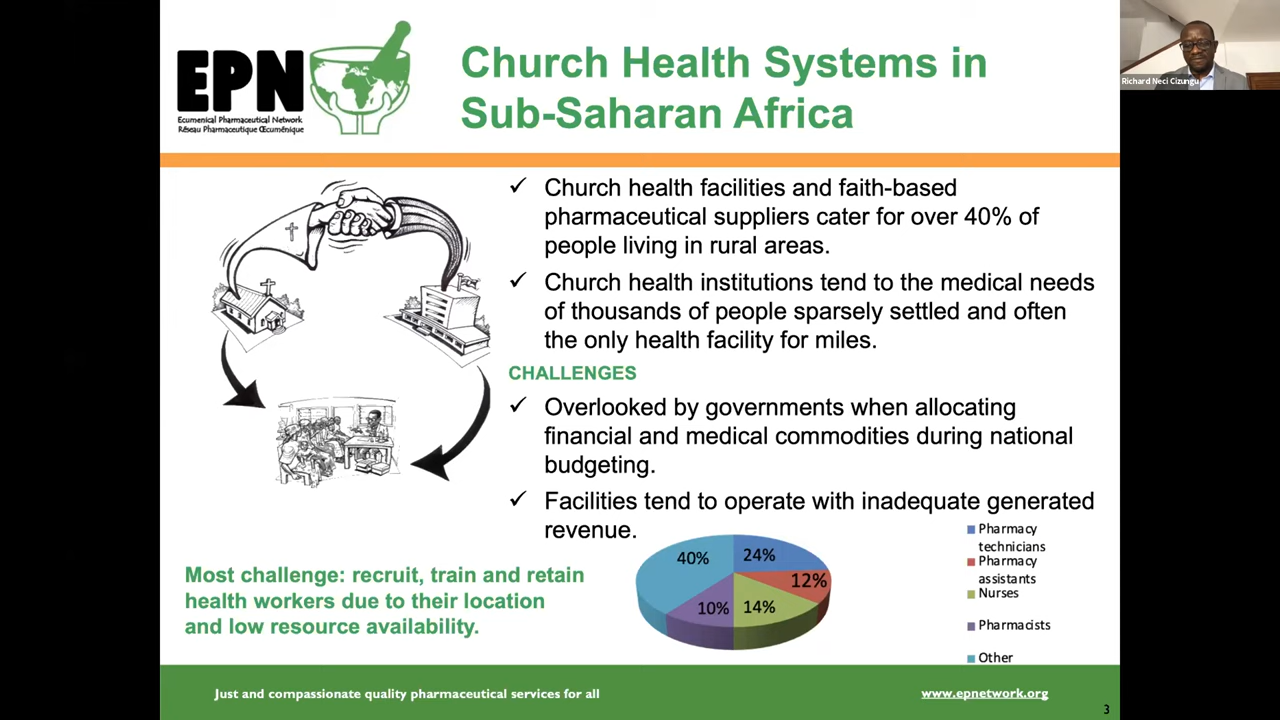 EPN
Ecumenical Pharmaceutical Network
Réseau Pharmaceutique Œcuménique
Church Health Systems in
Sub-Saharan Africa
Richard Neci Cizungu
✓ Church health facilities and faith-based
pharmaceutical suppliers cater for over 40% of
people living in rural areas.
✓ Church health institutions tend to the medical needs
of thousands of people sparsely settled and often
the only health facility for miles.
CHALLENGES
✓ Overlooked by governments when allocating
financial and medical commodities during national
budgeting.
✓ Facilities tend to operate with inadequate generated
revenue.
Most challenge: recruit, train and retain
health workers due to their location
and low resource availability.
40%
24%
12%
10%
14%
Pharmacy
technicians
Pharmacy
assistants
Nurses
Pharmacists
Other
Just and compassionate quality pharmaceutical services for all
www.epnetwork.org
3